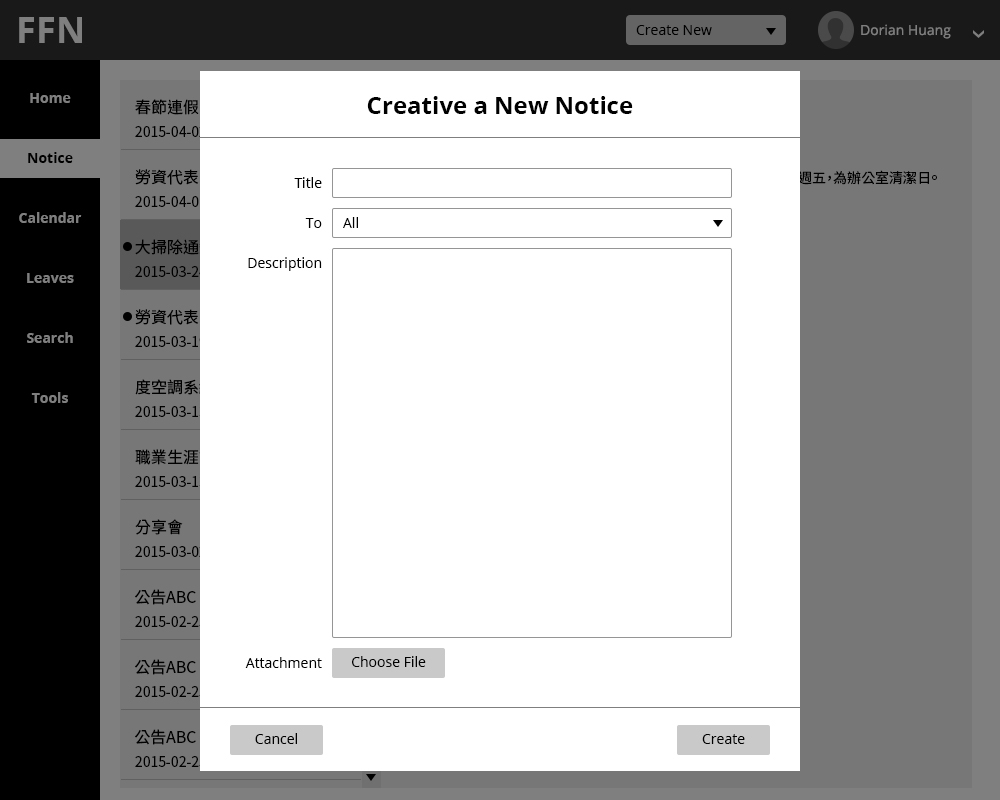 FFN
Create New
Dorian Huang
Home
Notice
Calendar
Leaves
Search
Tools
春節連假
2015-04-0
勞資代表
2015-04-0
大掃除通
2015-03-2
勞資代表
2015-03-1
度空調系
2015-03-1
職業生涯
2015-03-1
分享會
2015-03-0
公告ABC
2015-02-2
公告ABC
2015-02-2
公告ABC
2015-02-2
週五，為辦公室清潔日。
Creative a New Notice
Title
To
All
Description
Attachment
Choose File
Cancel
Create